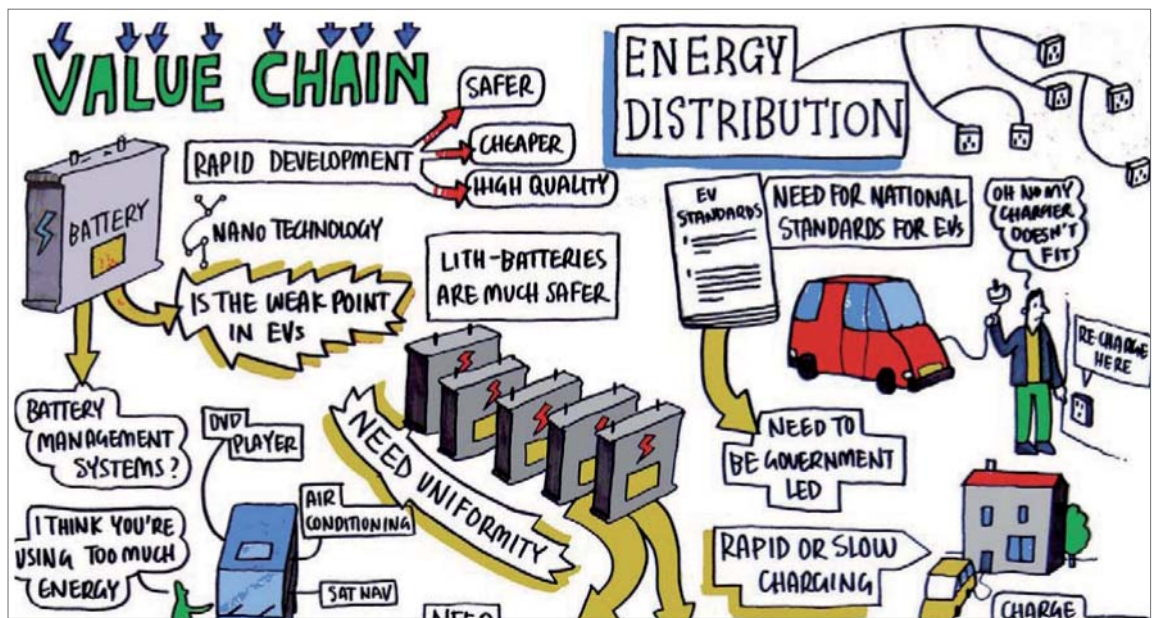 VALUE CHAIN
RAPID DEVELOPMENT
SAFER
CHEAPER
HIGH QUALITY
BATTERY
NANO TECHNOLOGY
IS THE WEAK POINT
IN EVs
LITH-BATTERIES
ARE MUCH SAFER
BATTERY
MANAGEMENT
SYSTEMS?
DVD
PLAYER
AIR
CONDITIONING
SAT NAV
I THINK YOU'RE
USING TOO MUCH
ENERGY
NEED UNIFORMITY
NEED
ENERGY
DISTRIBUTION
EV
STANDARDS
NEED FOR NATIONAL
STANDARDS FOR EVs
OH NO MY
CHARGER
DOESN'T
FIT
RE-CHARGE
HERE
NEED TO
BE GOVERNMENT
LED
RAPID OR SLOW
CHARGING
CHARGE